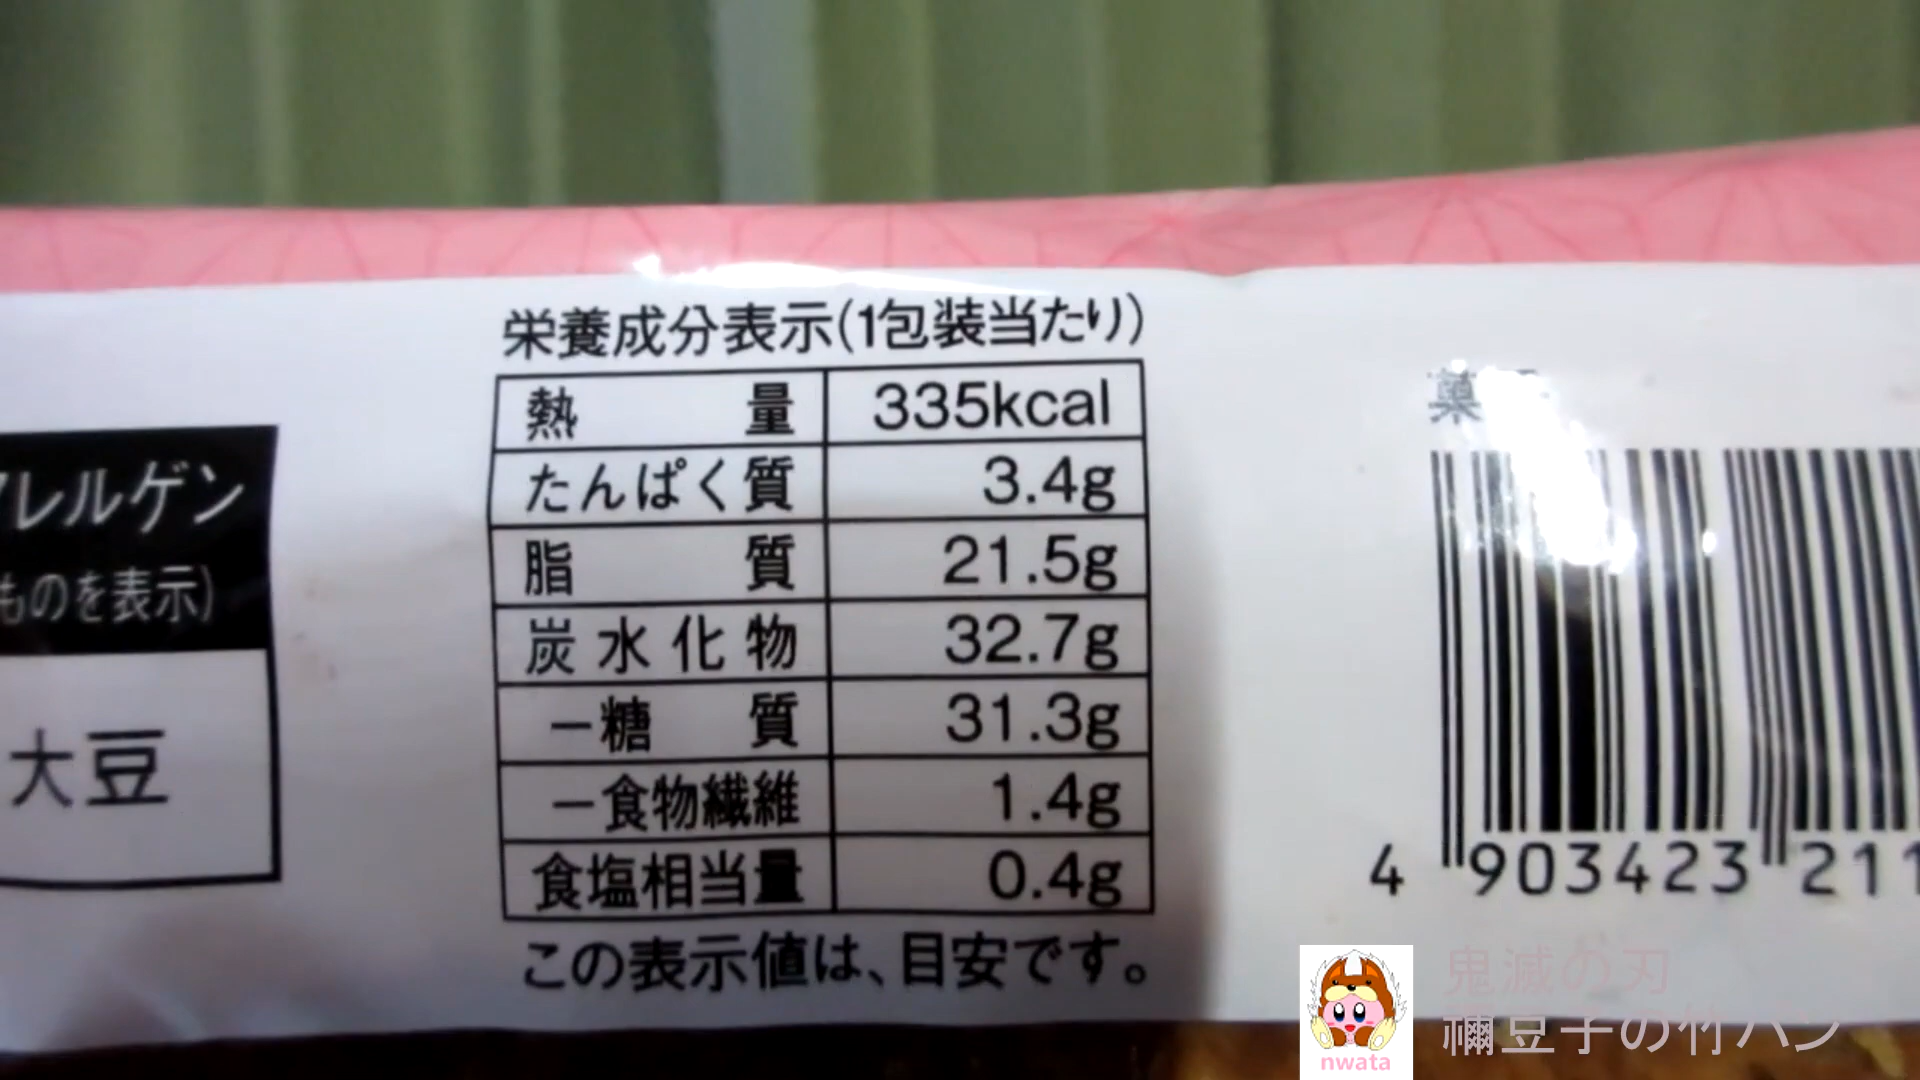 栄養成分表示(1包装当たり)
熱量 335kcal
たんぱく質 3.4g
脂質 21.5g
炭水化物 32.7g
－糖質 31.3g
－食物繊維 1.4g
食塩相当量 0.4g
この表示値は、目安です。
レルゲン
ものを表示)
大豆
菓
4 903423 211
nwata
鬼滅の刃
禰豆子の竹パン